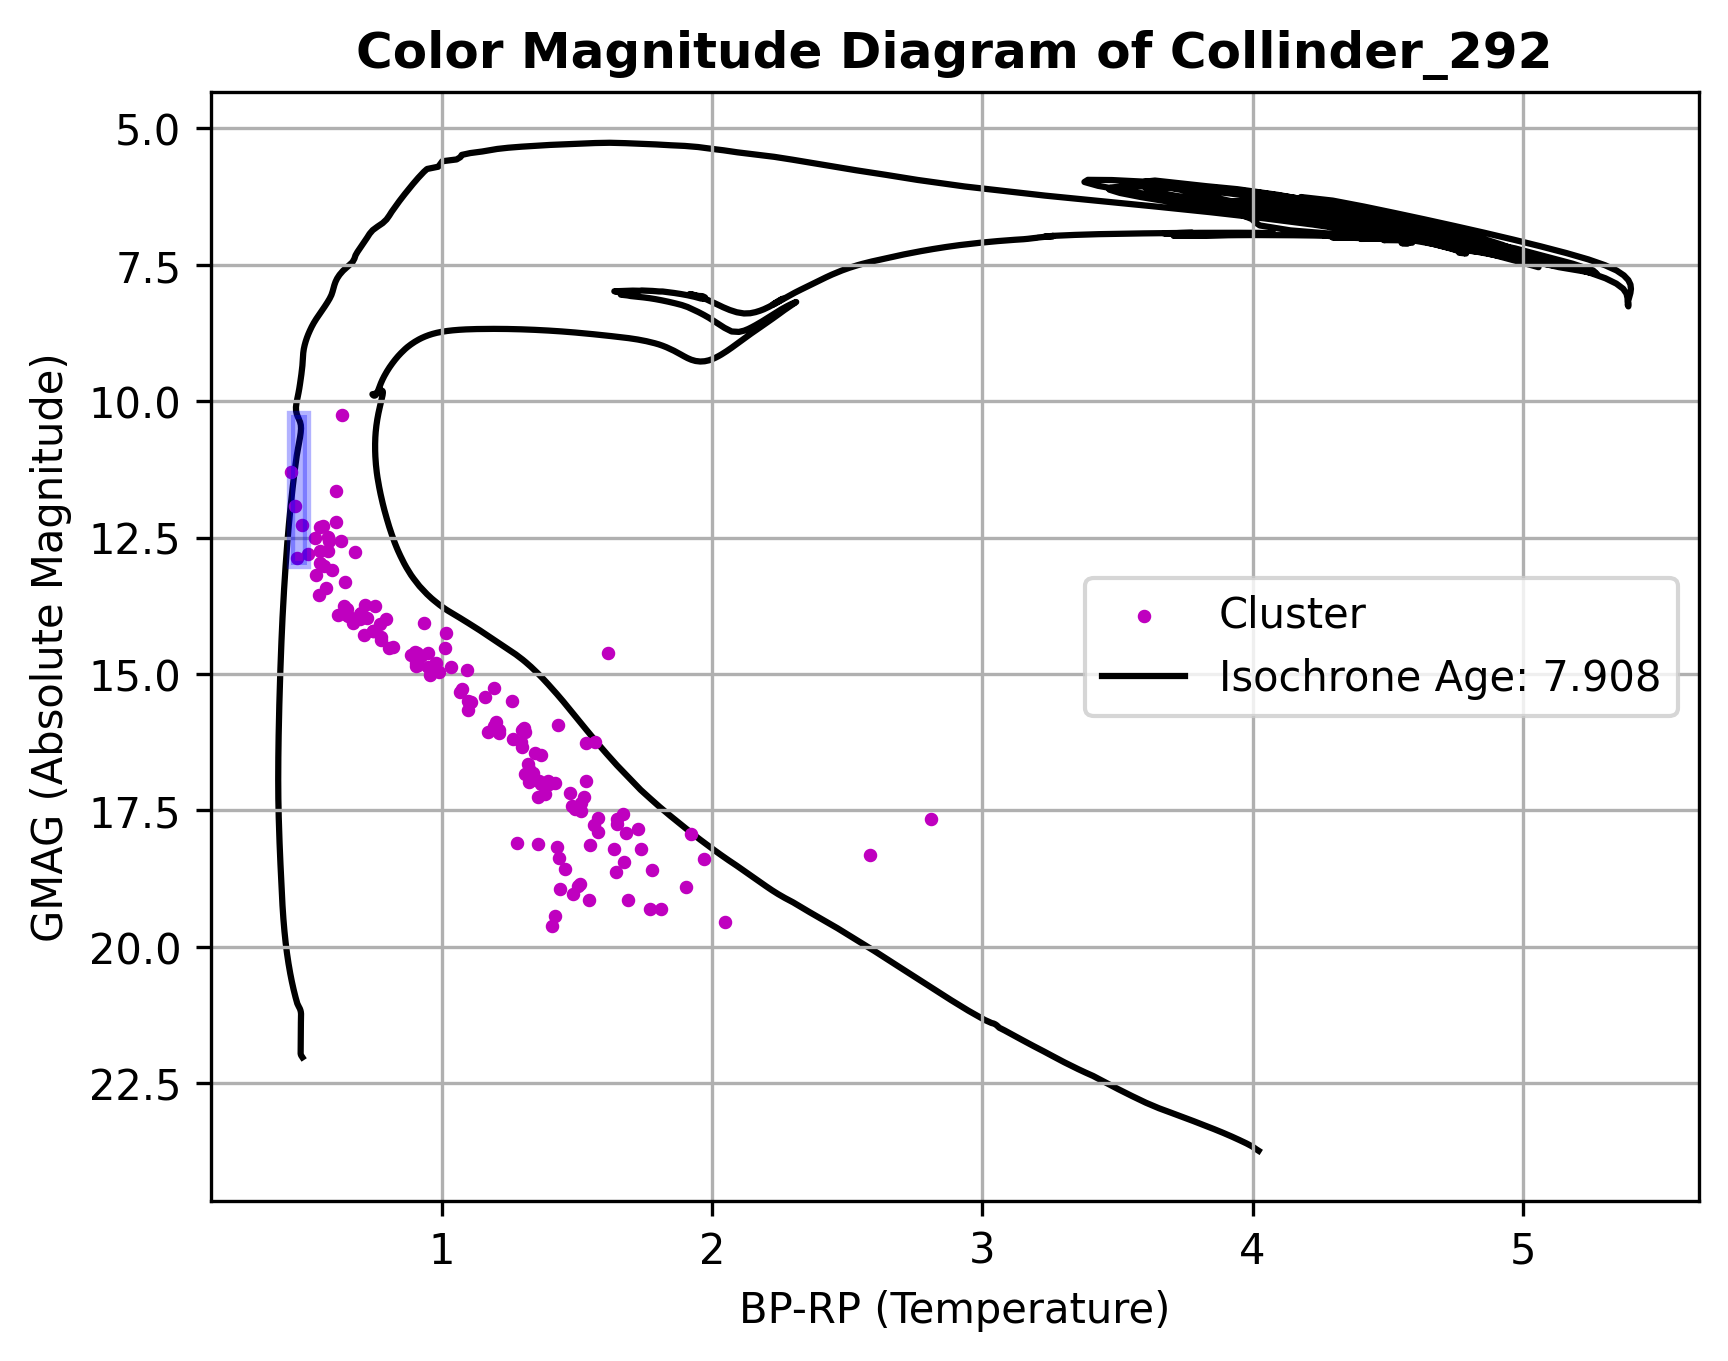 Color Magnitude Diagram of Collinder_292
GMAG (Absolute Magnitude)
5.0
7.5
10.0
12.5
15.0
17.5
20.0
22.5
Cluster
Isochrone Age: 7.908
1 2 3 4 5
BP-RP (Temperature)